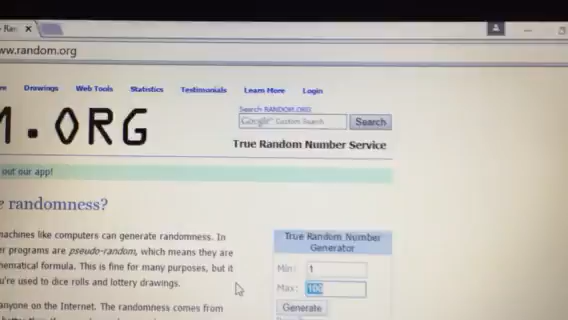 Ran
ww.random.org
Drawings Web Tools Statistics Testimonials Learn More Login
Search RANDOM.ORG
Google Custom Search Search
M.ORG
True Random Number Service
out our app!
e randomness?
machines like computers can generate randomness. In
er programs are pseudo-random, which means they are
hematical formula. This is fine for many purposes, but it
u're used to dice rolls and lottery drawings.
anyone on the Internet. The randomness comes from
True Random Number
Generator
Min: 1
Max: 100
Generate